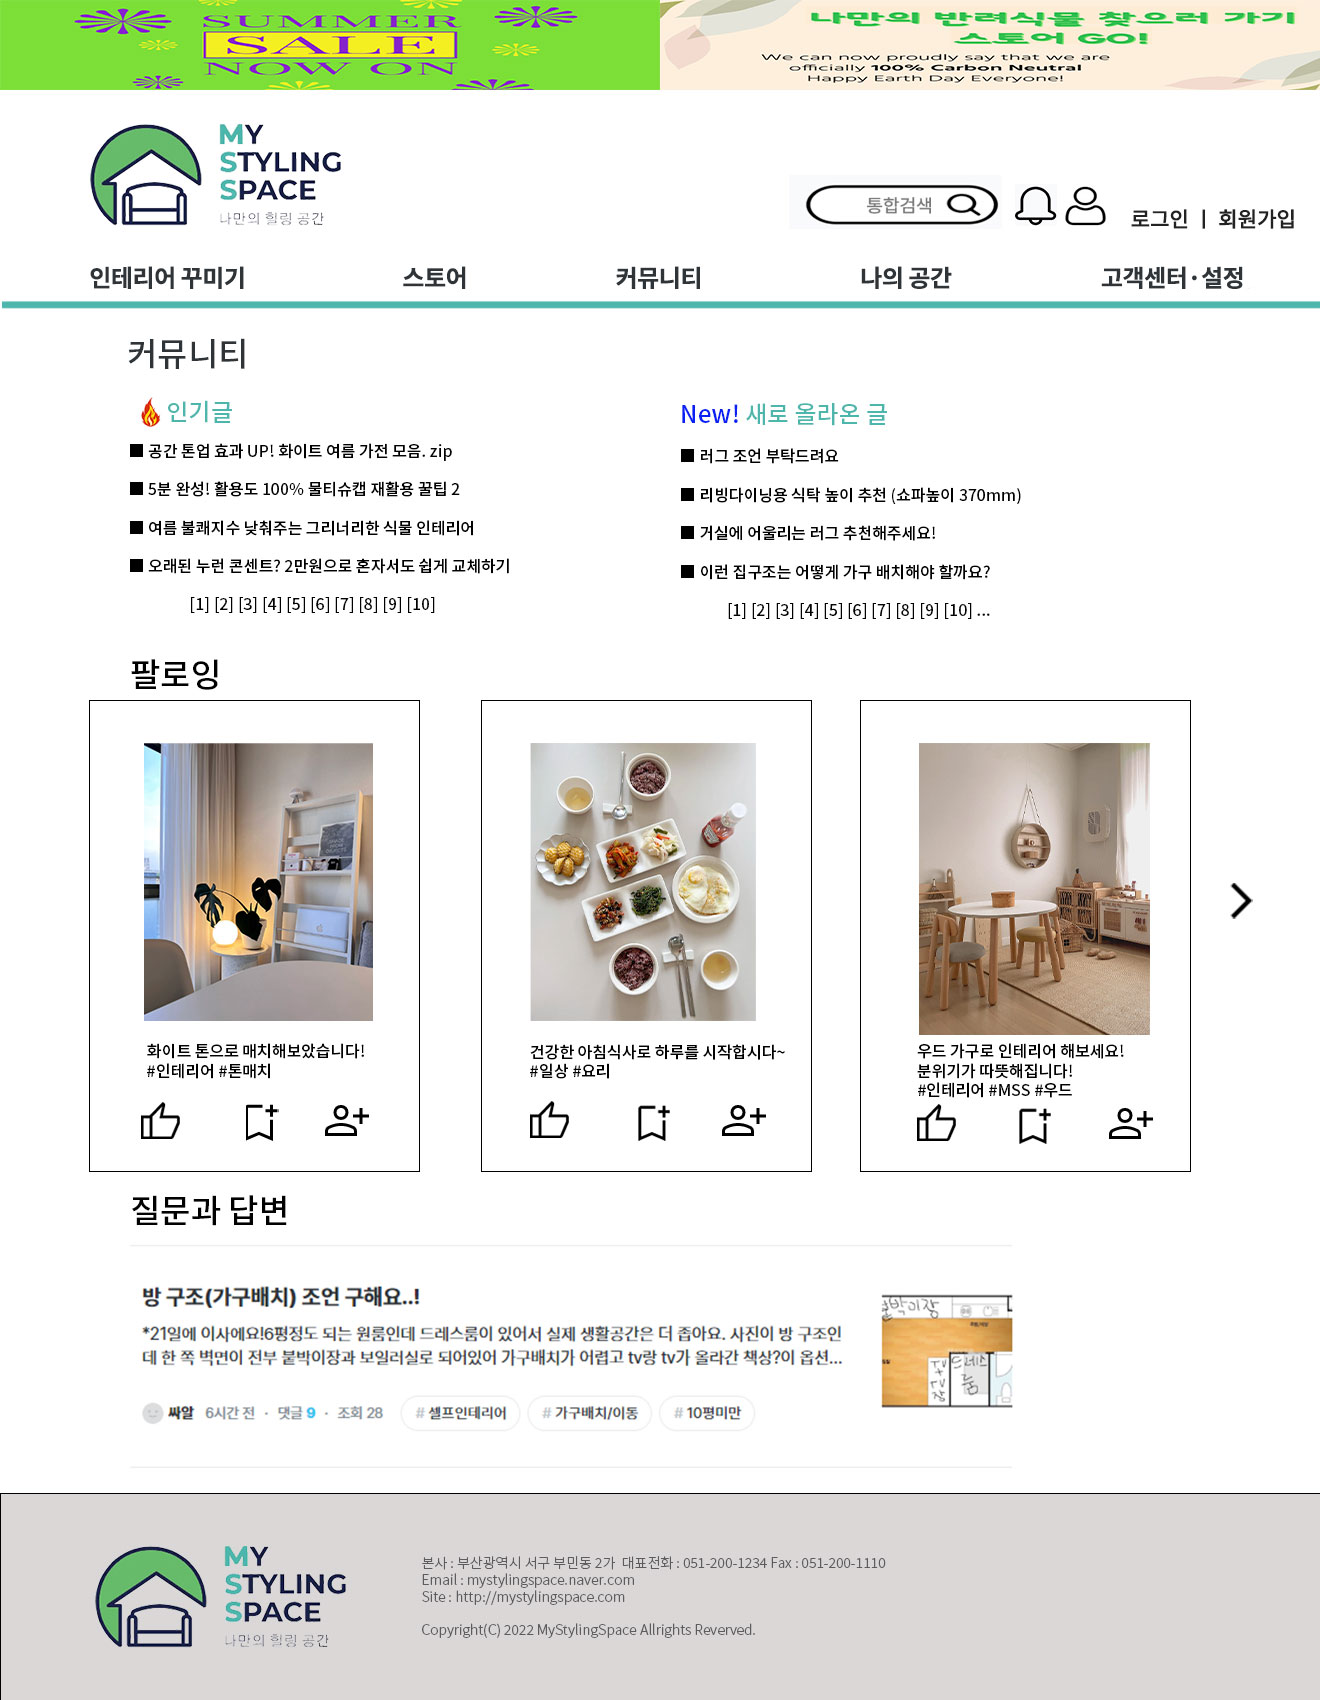 SUMMER
SALE
NOW ON
나만의 반려식물 찾으러 가기
스토어 GO!
We can now proudly say that we are
officially 100% Carbon Neutral
Happy Earth Day Everyone!
MY
STYLING
SPACE
나만의 힐링 공간
통합검색
로그인 | 회원가입
인테리어 꾸미기 스토어 커뮤니티 나의 공간 고객센터·설정
커뮤니티
인기글
■ 공간 톤업 효과 UP! 화이트 여름 가전 모음. zip
■ 5분 완성! 활용도 100% 물티슈캡 재활용 꿀팁 2
■ 여름 불쾌지수 낮춰주는 그리너리한 식물 인테리어
■ 오래된 누런 콘센트? 2만원으로 혼자서도 쉽게 교체하기
[1] [2] [3] [4] [5] [6] [7] [8] [9] [10]
New! 새로 올라온 글
■ 러그 조언 부탁드려요
■ 리빙다이닝용 식탁 높이 추천 (쇼파높이 370mm)
■ 거실에 어울리는 러그 추천해주세요!
■ 이런 집구조는 어떻게 가구 배치해야 할까요?
[1] [2] [3] [4] [5] [6] [7] [8] [9] [10] ...
팔로잉
화이트 톤으로 매치해보았습니다!
#인테리어 #톤매치
건강한 아침식사로 하루를 시작합시다~
#일상 #요리
우드 가구로 인테리어 해보세요!
분위기가 따뜻해집니다!
#인테리어 #MSS #우드
질문과 답변
방 구조(가구배치) 조언 구해요..!
*21일에 이사에요!6평정도 되는 원룸인데 드레스룸이 있어서 실제 생활공간은 더 좁아요. 사진이 방 구조인
데 한 쪽 벽면이 전부 붙박이장과 보일러실로 되어있어 가구배치가 어렵고 tv랑 tv가 올라간 책상?이 옵션...
싸알 6시간 전 · 댓글 9 · 조회 28 # 셀프인테리어 # 가구배치/이동 # 10평미만
붙박이장
TV
+
TV
장
드레스
룸
MY
STYLING
SPACE
나만의 힐링 공간
본사 : 부산광역시 서구 부민동 2가 대표전화 : 051-200-1234 Fax : 051-200-1110
Email : mystylingspace.naver.com
Site : http://mystylingspace.com
Copyright(C) 2022 MyStylingSpace Allrights Reverved.